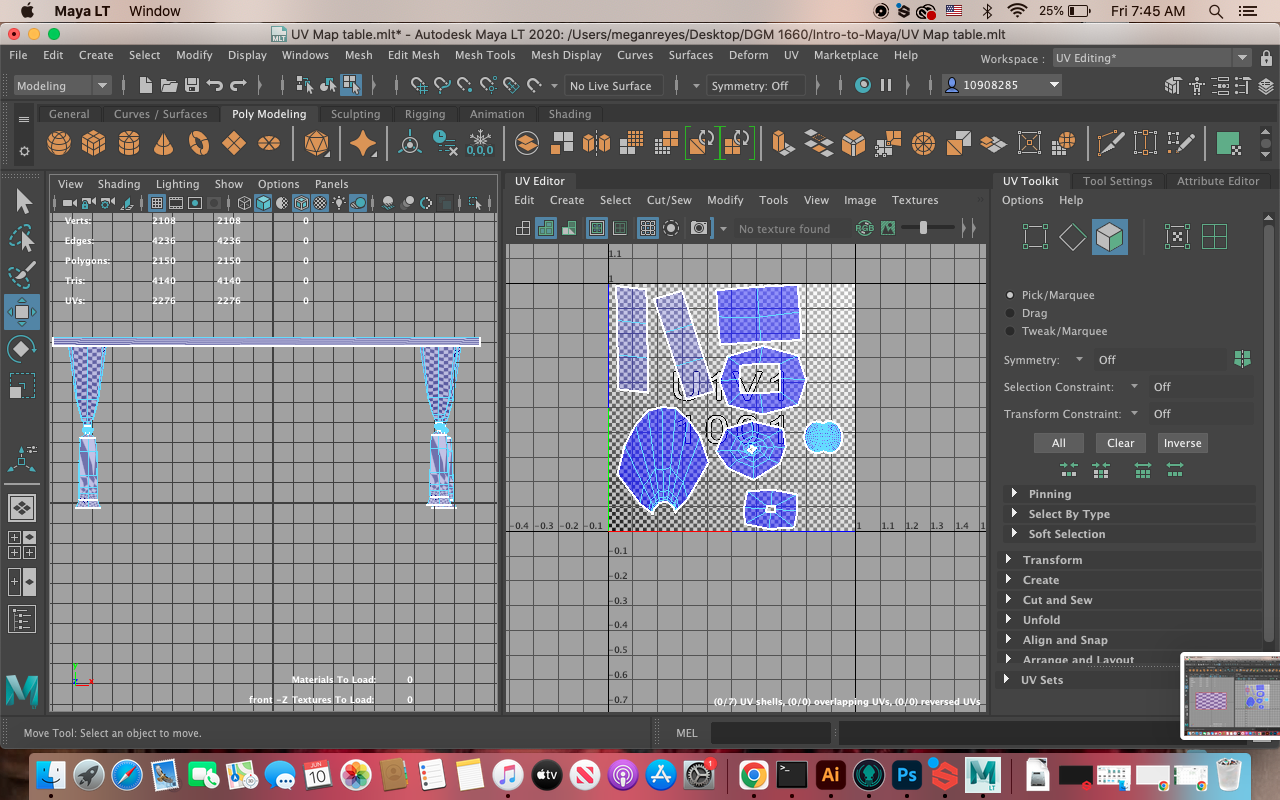 Maya LT Window 25% Fri 7:45 AM
UV Map table.mlt* - Autodesk Maya LT 2020: /Users/meganreyes/Desktop/DGM 1660/Intro-to-Maya/UV Map table.mlt
File Edit Create Select Modify Display Windows Mesh Edit Mesh Mesh Tools Mesh Display Curves Surfaces Deform UV Marketplace Help Workspace : UV Editing*
Modeling No Live Surface Symmetry: Off 10908285
General Curves / Surfaces Poly Modeling Sculpting Rigging Animation Shading
0,0,0
View Shading Lighting Show Options Panels
Verts: 2108 2108 0
Edges: 4236 4236 0
Polygons: 2150 2150 0
Tris: 4140 4140 0
UVs: 2276 2276 0
Materials To Load: 0
front -Z Textures To Load: 0
UV Editor
Edit Create Select Cut/Sew Modify Tools View Image Textures
No texture found RGB
1.1
1
U1V1
1001
-0.4 -0.3 -0.2 -0.1 1 1.1 1.2 1.3 1.4
-0.1
-0.2
-0.3
-0.4
-0.5
-0.6
-0.7
(0/7) UV shells, (0/0) overlapping UVs, (0/0) reversed UVs
UV Toolkit Tool Settings Attribute Editor
Options Help
Pick/Marquee
Drag
Tweak/Marquee
Symmetry: Off
Selection Constraint: Off
Transform Constraint: Off
All Clear Inverse
Pinning
Select By Type
Soft Selection
Transform
Create
Cut and Sew
Unfold
Align and Snap
Arrange and Layout
UV Sets
Move Tool: Select an object to move. MEL
JUN
10
tv
1
Ai
Ps
LT